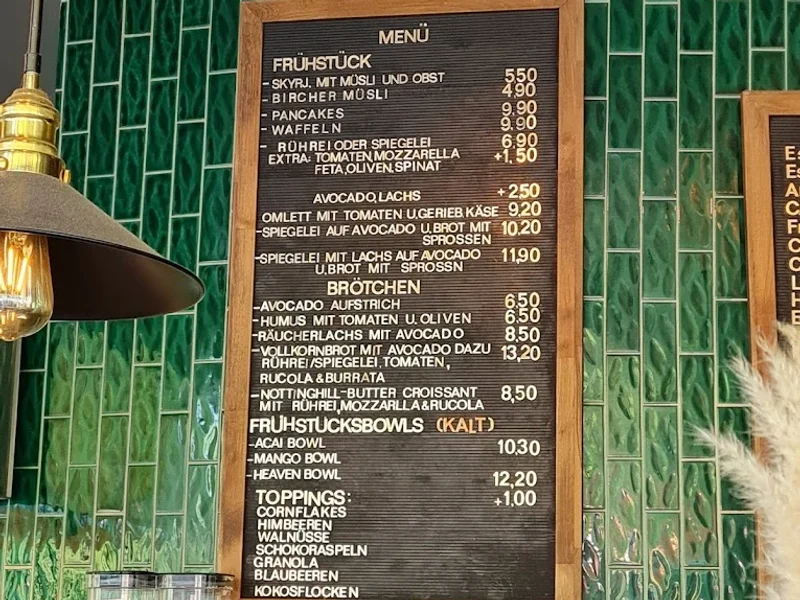 MENÜ
FRÜHSTÜCK
- SKYRJ. MIT MÜSLI UND OBST 5,50
- BIRCHER MÜSLI 4,90
- PANCAKES 9,90
- WAFFELN 9,90
- RÜHREI ODER SPIEGELEI 6,90
EXTRA: TOMATEN,MOZZARELLA +1,50
FETA,OLIVEN,SPINAT
AVOCADO,LACHS +2,50
OMLETT MIT TOMATEN U.GERIEB.KÄSE 9,20
-SPIEGELEI AUF AVOCADO U.BROT MIT 10,20
SPROSSEN
-SPIEGELEI MIT LACHS AUF AVOCADO 11,90
U.BROT MIT SPROSSN
BRÖTCHEN
-AVOCADO AUFSTRICH 6,50
-HUMUS MIT TOMATEN U. OLIVEN 6,50
-RÄUCHERLACHS MIT AVOCADO 8,50
-VOLLKORNBROT MIT AVOCADO DAZU 13,20
RÜHREI/SPIEGELEI,TOMATEN,
RUCOLA & BURRATA
-NOTTINGHILL-BUTTER CROISSANT 8,50
MIT RÜHREI,MOZZARLLA&RUCOLA
FRÜHSTÜCKSBOWLS (KALT)
-ACAI BOWL 10,30
-MANGO BOWL
-HEAVEN BOWL 12,20
TOPPINGS: +1,00
CORNFLAKES
HIMBEEREN
WALNÜSSE
SCHOKORASPELN
GRANOLA
BLAUBEEREN
KOKOSFLOCKEN